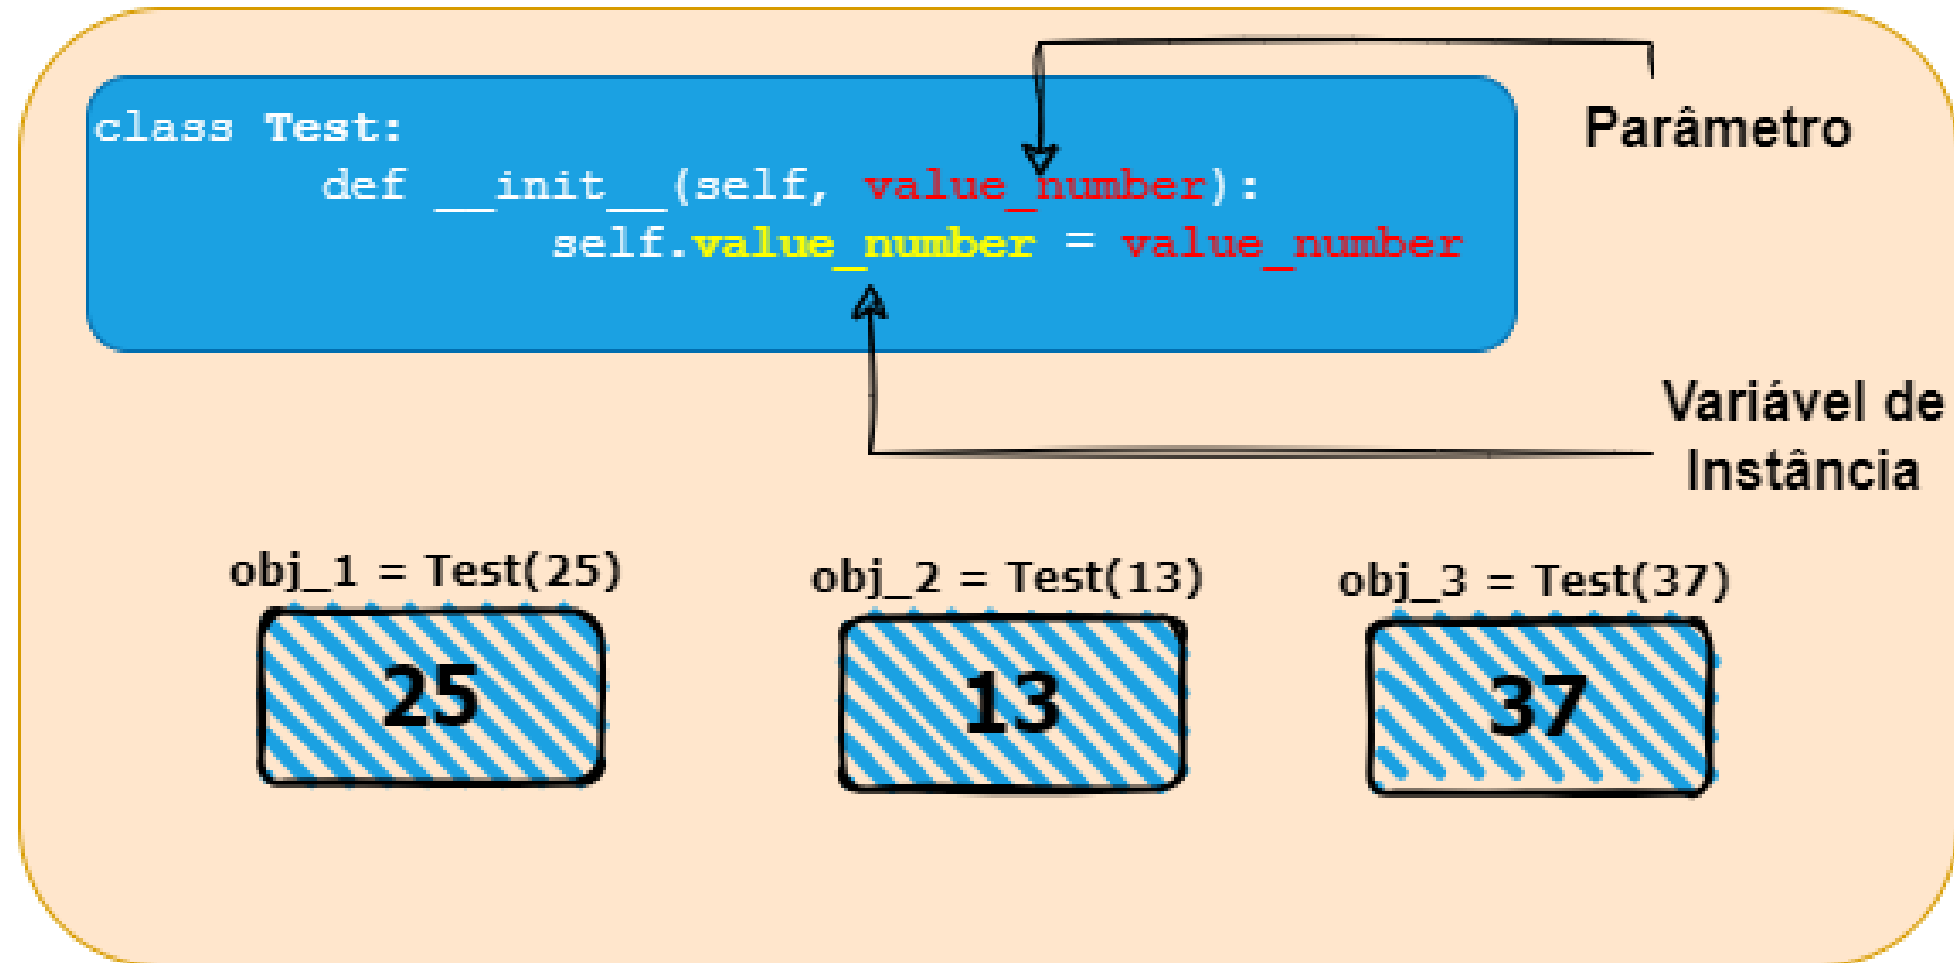 class Test:
def __init__(self, value_number):
self.value_number = value_number
Parâmetro
Variável de
Instância
obj_1 = Test(25)
25
obj_2 = Test(13)
13
obj_3 = Test(37)
37